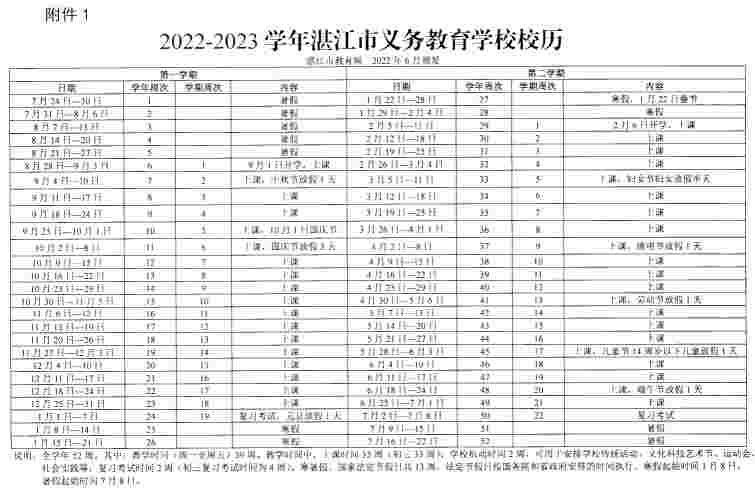 附件 1
2022-2023 学年湛江市义务教育学校校历
湛江市教育局 2022 年 6 月制发
第一学期 第二学期
日期 学年周次 学期周次 内容 日期 学年周次 学期周次 内容
7 月 24 日—30 日 1 暑假 1 月 22 日—28 日 27 寒假，1 月 22 日春节
7 月 31 日—8 月 6 日 2 暑假 1 月 29 日—2 月 4 日 28 寒假
8 月 7 日—13 日 3 暑假 2 月 5 日—11 日 29 1 2 月 6 日开学，上课
8 月 14 日—20 日 4 暑假 2 月 12 日—18 日 30 2 上课
8 月 21 日—27 日 5 暑假 2 月 19 日—25 日 31 3 上课
8 月 28 日—9 月 3 日 6 1 9 月 1 日开学，上课 2 月 26 日—3 月 4 日 32 4 上课
9 月 4 日—10 日 7 2 上课，中秋节放假 1 天 3 月 5 日—11 日 33 5 上课，妇女节妇女放假半天
9 月 11 日—17 日 8 3 上课 3 月 12 日—18 日 34 6 上课
9 月 18 日—24 日 9 4 上课 3 月 19 日—25 日 35 7 上课
9 月 25 日—10 月 1 日 10 5 上课，10 月 1 日国庆节 3 月 26 日—4 月 1 日 36 8 上课
10 月 2 日—8 日 11 6 上课，国庆节放假 3 天 4 月 2 日—8 日 37 9 上课，清明节放假 1 天
10 月 9 日—15 日 12 7 上课 4 月 9 日—15 日 38 10 上课
10 月 16 日—22 日 13 8 上课 4 月 16 日—22 日 39 11 上课
10 月 23 日—29 日 14 9 上课 4 月 23 日—29 日 40 12 上课
10 月 30 日—11 月 5 日 15 10 上课 4 月 30 日—5 月 6 日 41 13 上课，劳动节放假 1 天
11 月 6 日—12 日 16 11 上课 5 月 7 日—13 日 42 14 上课
11 月 13 日—19 日 17 12 上课 5 月 14 日—20 日 43 15 上课
11 月 20 日—26 日 18 13 上课 5 月 21 日—27 日 44 16 上课
11 月 27 日—12 月 3 日 19 14 上课 5 月 28 日—6 月 3 日 45 17 上课，儿童节 14 周岁以下儿童放假 1 天
12 月 4 日—10 日 20 15 上课 6 月 4 日—10 日 46 18 上课
12 月 11 日—17 日 21 16 上课 6 月 11 日—17 日 47 19 上课
12 月 18 日—24 日 22 17 上课 6 月 18 日—24 日 48 20 上课，端午节放假 1 天
12 月 25 日—31 日 23 18 上课 6 月 25 日—7 月 1 日 49 21 上课
1 月 1 日—7 日 24 19 复习考试，元旦放假 1 天 7 月 2 日—7 月 8 日 50 22 复习考试
1 月 8 日—14 日 25 寒假 7 月 9 日—15 日 51 暑假
1 月 15 日—21 日 26 寒假 7 月 16 日—22 日 52 暑假
说明：全学年 52 周，其中：教学时间（周一至周五）39 周。教学时间中，上课时间 35 周（初三 33 周）；学校机动时间 2 周，可用于安排学校传统活动、文化科技艺术节、运动会、
社会实践等；复习考试时间 2 周（初三复习考试时间为 4 周）。寒暑假、国家法定节假日共 13 周，法定节假日按国务院和省政府安排的时间执行，寒假起始时间 1 月 8 日，
暑假起始时间 7 月 8 日。